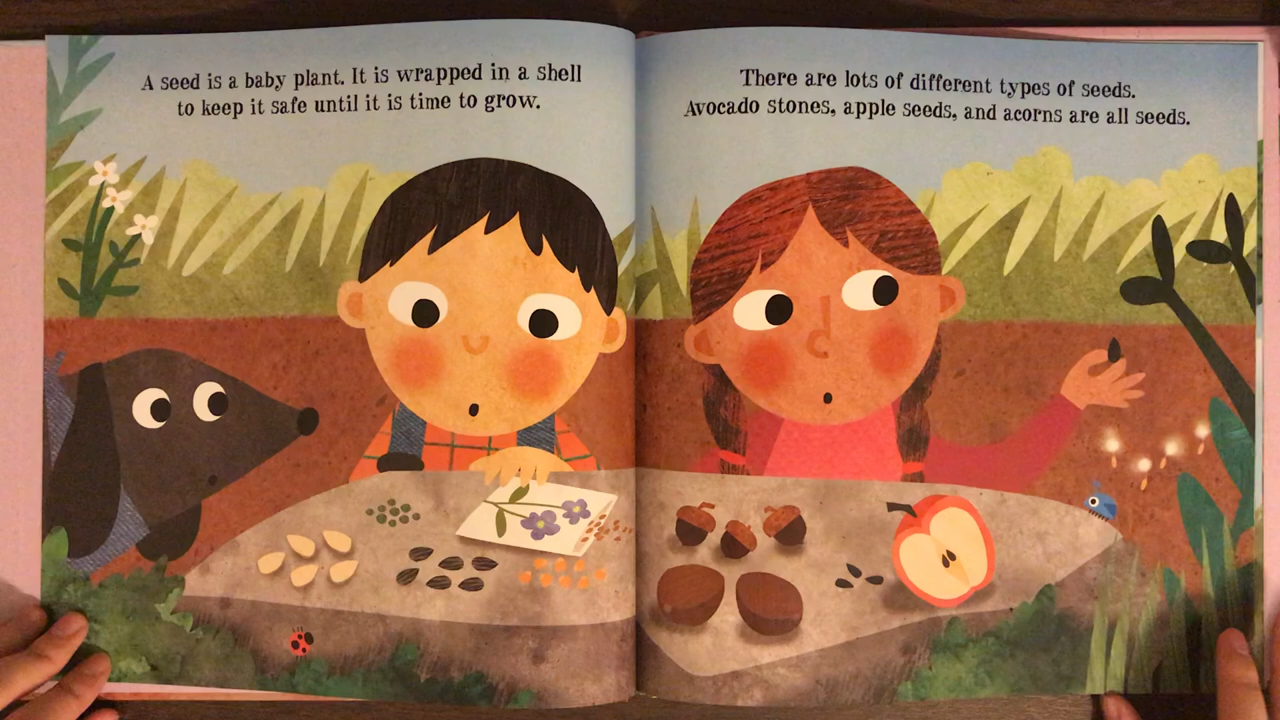 A seed is a baby plant. It is wrapped in a shell
to keep it safe until it is time to grow.
There are lots of different types of seeds.
Avocado stones, apple seeds, and acorns are all seeds.